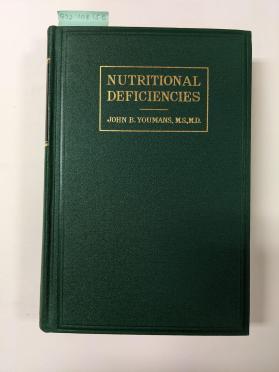 NUTRITIONAL
DEFICIENCIES
JOHN B. YOUMANS, M.S., M.D.